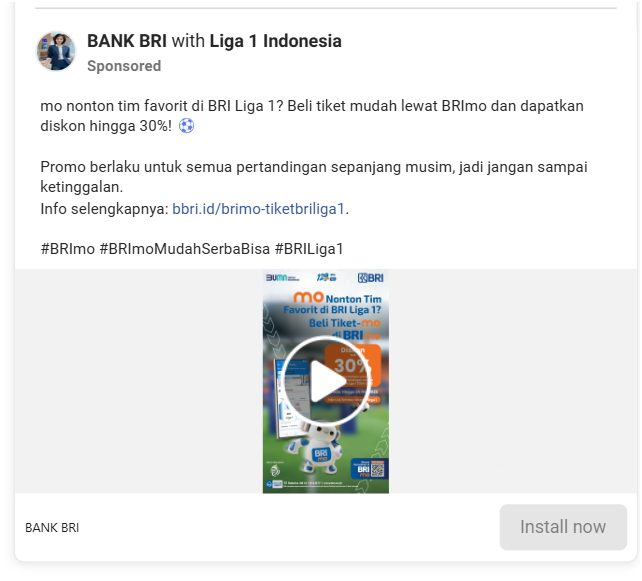 BANK BRI with Liga 1 Indonesia
Sponsored
mo nonton tim favorit di BRI Liga 1? Beli tiket mudah lewat BRImo dan dapatkan
diskon hingga 30%! ⚽
Promo berlaku untuk semua pertandingan sepanjang musim, jadi jangan sampai
ketinggalan.
Info selengkapnya: bbri.id/brimo-tiketbriliga1.
#BRImo #BRImoMudahSerbaBisa #BRILiga1
BUMN
BRI
mo Nonton Tim
Favorit di BRI Liga 1?
Beli Tiket-mo
di BRImo
30%
BRI
mo
BANK BRI
Install now